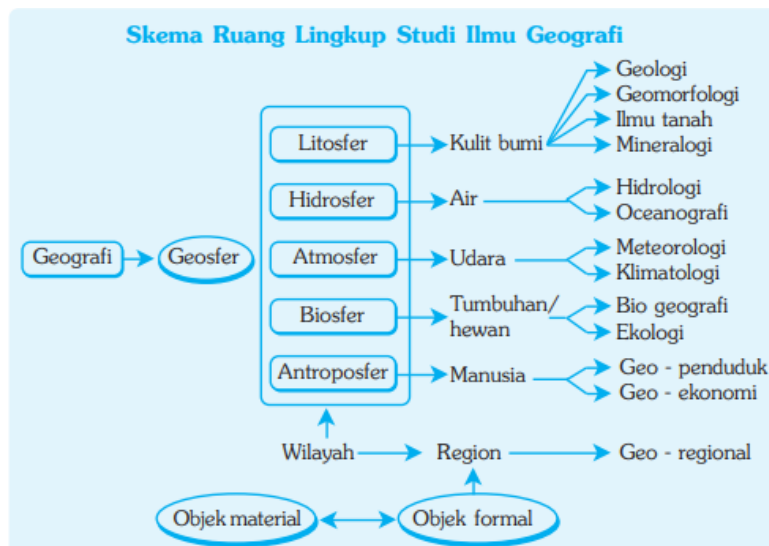 Skema Ruang Lingkup Studi Ilmu Geografi
Geografi
Geosfer
Litosfer
Kulit bumi
Geologi
Geomorfologi
Ilmu tanah
Mineralogi
Hidrosfer
Air
Hidrologi
Oceanografi
Atmosfer
Udara
Meteorologi
Klimatologi
Biosfer
Tumbuhan/
hewan
Bio geografi
Ekologi
Antroposfer
Manusia
Geo - penduduk
Geo - ekonomi
Wilayah
Region
Geo - regional
Objek material
Objek formal